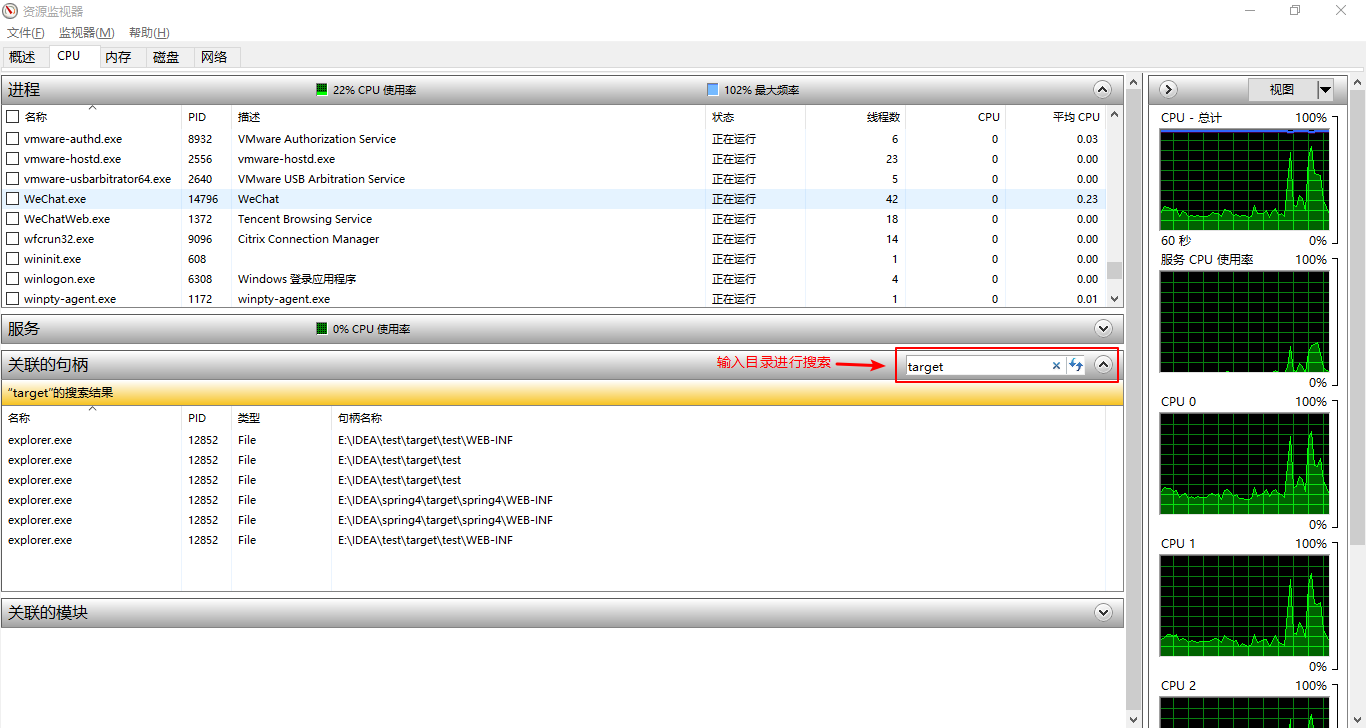 资源监视器
文件(F) 监视器(M) 帮助(H)
概述 CPU 内存 磁盘 网络
进程 22% CPU 使用率 102% 最大频率
名称 PID 描述 状态 线程数 CPU 平均 CPU
vmware-authd.exe 8932 VMware Authorization Service 正在运行 6 0 0.03
vmware-hostd.exe 2556 vmware-hostd.exe 正在运行 23 0 0.00
vmware-usbarbitrator64.exe 2640 VMware USB Arbitration Service 正在运行 5 0 0.00
WeChat.exe 14796 WeChat 正在运行 42 0 0.23
WeChatWeb.exe 1372 Tencent Browsing Service 正在运行 18 0 0.00
wfcrun32.exe 9096 Citrix Connection Manager 正在运行 14 0 0.00
wininit.exe 608 正在运行 1 0 0.00
winlogon.exe 6308 Windows 登录应用程序 正在运行 4 0 0.00
winpty-agent.exe 1172 winpty-agent.exe 正在运行 1 0 0.01
服务 0% CPU 使用率
关联的句柄 输入目录进行搜索 target
“target”的搜索结果
名称 PID 类型 句柄名称
explorer.exe 12852 File E:\IDEA\test\target\test\WEB-INF
explorer.exe 12852 File E:\IDEA\test\target\test
explorer.exe 12852 File E:\IDEA\test\target\test
explorer.exe 12852 File E:\IDEA\spring4\target\spring4\WEB-INF
explorer.exe 12852 File E:\IDEA\spring4\target\spring4\WEB-INF
explorer.exe 12852 File E:\IDEA\test\target\test\WEB-INF
关联的模块
视图
CPU - 总计 100%
60 秒 0%
服务 CPU 使用率 100%
0%
CPU 0 100%
0%
CPU 1 100%
0%
CPU 2 100%